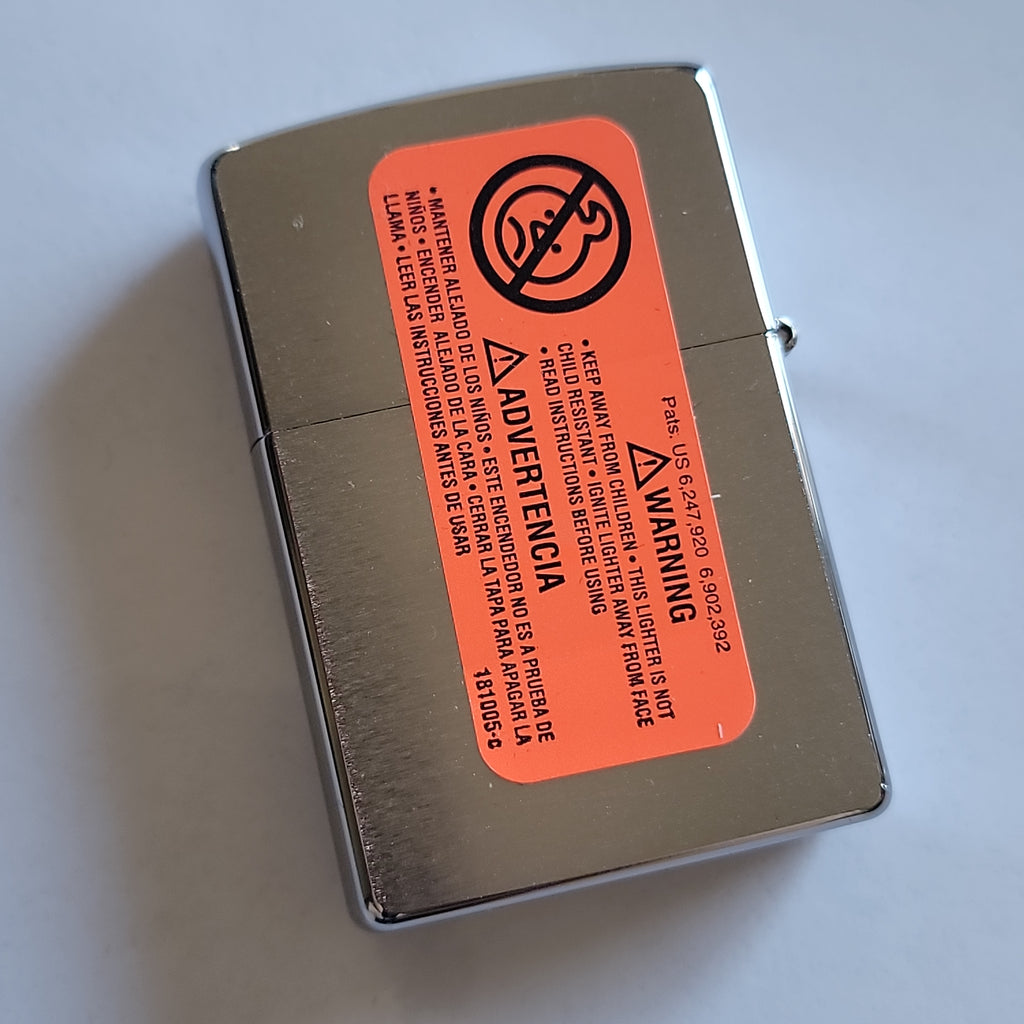 Pats. US 6,247,920 6,902,392
WARNING
• KEEP AWAY FROM CHILDREN • THIS LIGHTER IS NOT
CHILD RESISTANT • IGNITE LIGHTER AWAY FROM FACE
• READ INSTRUCTIONS BEFORE USING
ADVERTENCIA
• MANTENER ALEJADO DE LOS NIÑOS • ESTE ENCENDEDOR NO ES A PRUEBA DE
NIÑOS • ENCENDER ALEJADO DE LA CARA • CERRAR LA TAPA PARA APAGAR LA
LLAMA • LEER LAS INSTRUCCIONES ANTES DE USAR
181005-c